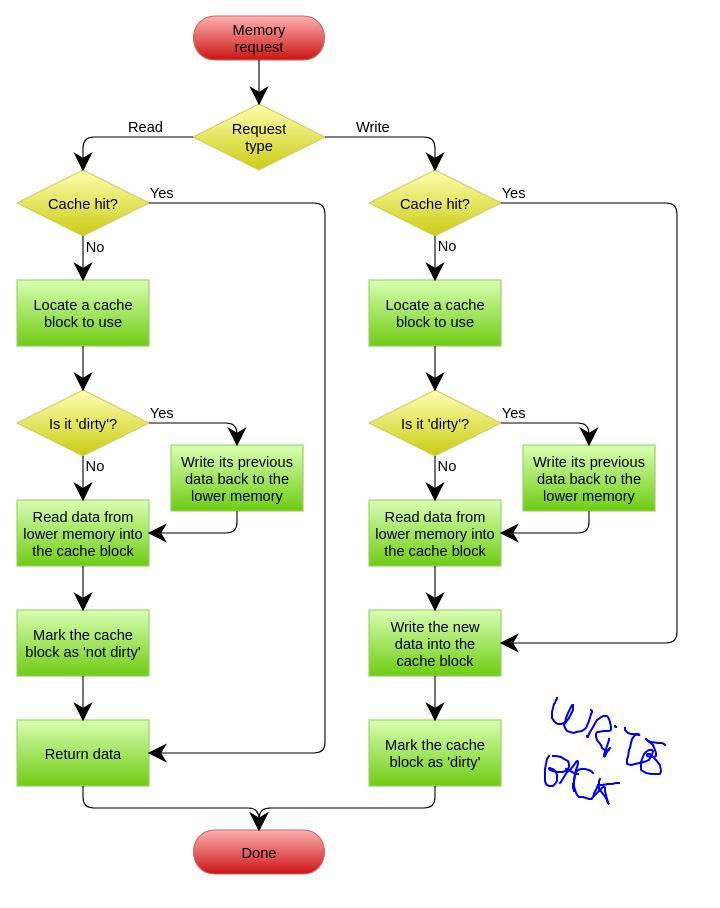 Memory
request
Request
type
Read
Write
Cache hit?
Yes
No
Locate a cache
block to use
Is it 'dirty'?
Yes
No
Write its previous
data back to the
lower memory
Read data from
lower memory into
the cache block
Mark the cache
block as 'not dirty'
Return data
Cache hit?
Yes
No
Locate a cache
block to use
Is it 'dirty'?
Yes
No
Write its previous
data back to the
lower memory
Read data from
lower memory into
the cache block
Write the new
data into the
cache block
Mark the cache
block as 'dirty'
WRITE
BACK
Done